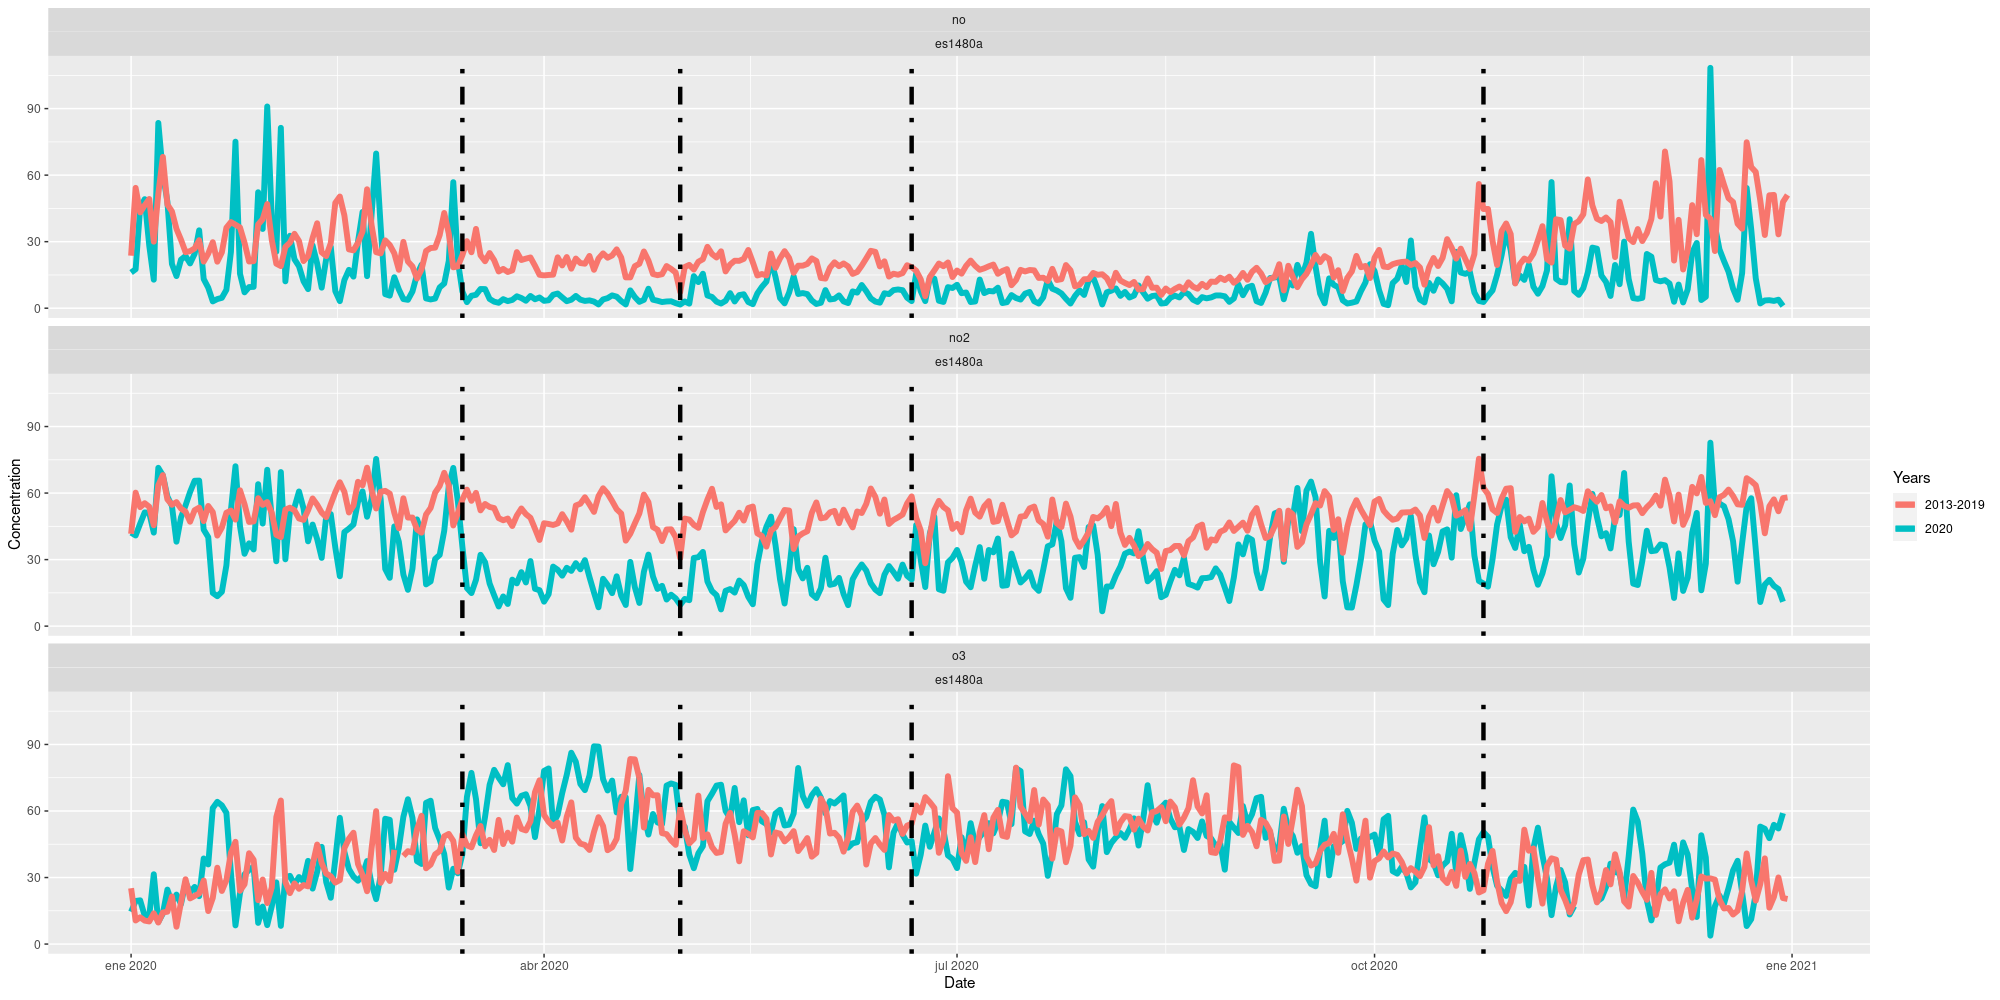 no
es1480a
90
60
30
0
no2
es1480a
90
60
30
0
o3
es1480a
90
60
30
0
ene 2020
abr 2020
jul 2020
oct 2020
ene 2021
Date
Concentration
Years
2013-2019
2020